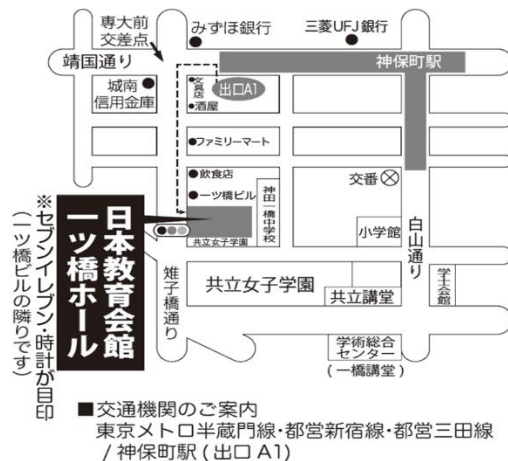 専大前
交差点
みずほ銀行
三菱UFJ銀行
靖国通り
神保町駅
城南
信用金庫
文具店
出口A1
酒屋
ファミリーマート
飲食店
一ツ橋ビル
神田一橋中学校
交番
小学館
白山通り
共立女子学園
日本教育会館
一ツ橋ホール
※セブンイレブン・時計が目印
(一ツ橋ビルの隣りです)
雉子橋通り
共立女子学園
共立講堂
学士会館
学術総合
センター
(一橋講堂)
■交通機関のご案内
東京メトロ半蔵門線・都営新宿線・都営三田線
/ 神保町駅 ( 出口 A1)